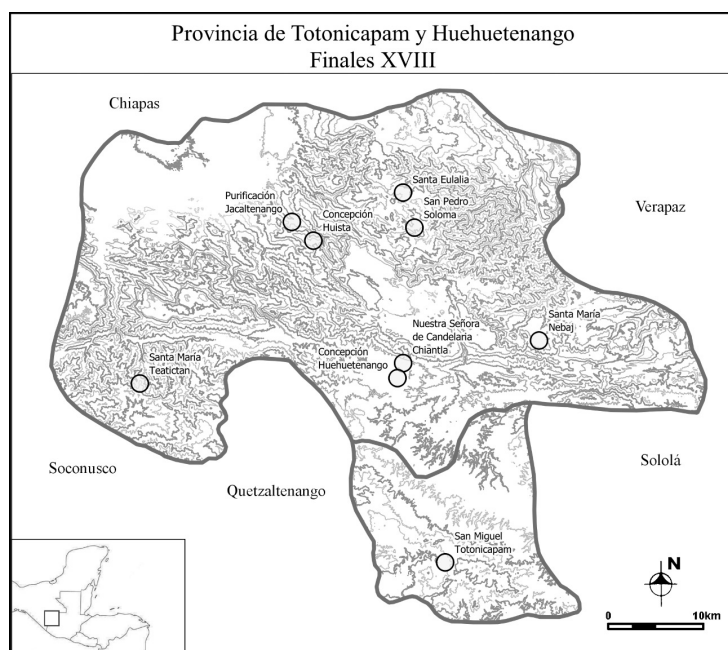 Provincia de Totonicapam y Huehuetenango
Finales XVIII
Chiapas
Santa Eulalia
Purificación
Jacaltenango
San Pedro
Soloma
Concepción
Huista
Verapaz
Santa María
Nebaj
Nuestra Señora
de Candelaria
Chiantla
Concepción
Huehuetenango
Santa María
Teatictan
Soconusco
Quetzaltenango
Sololá
San Miguel
Totonicapam
N
0 10km